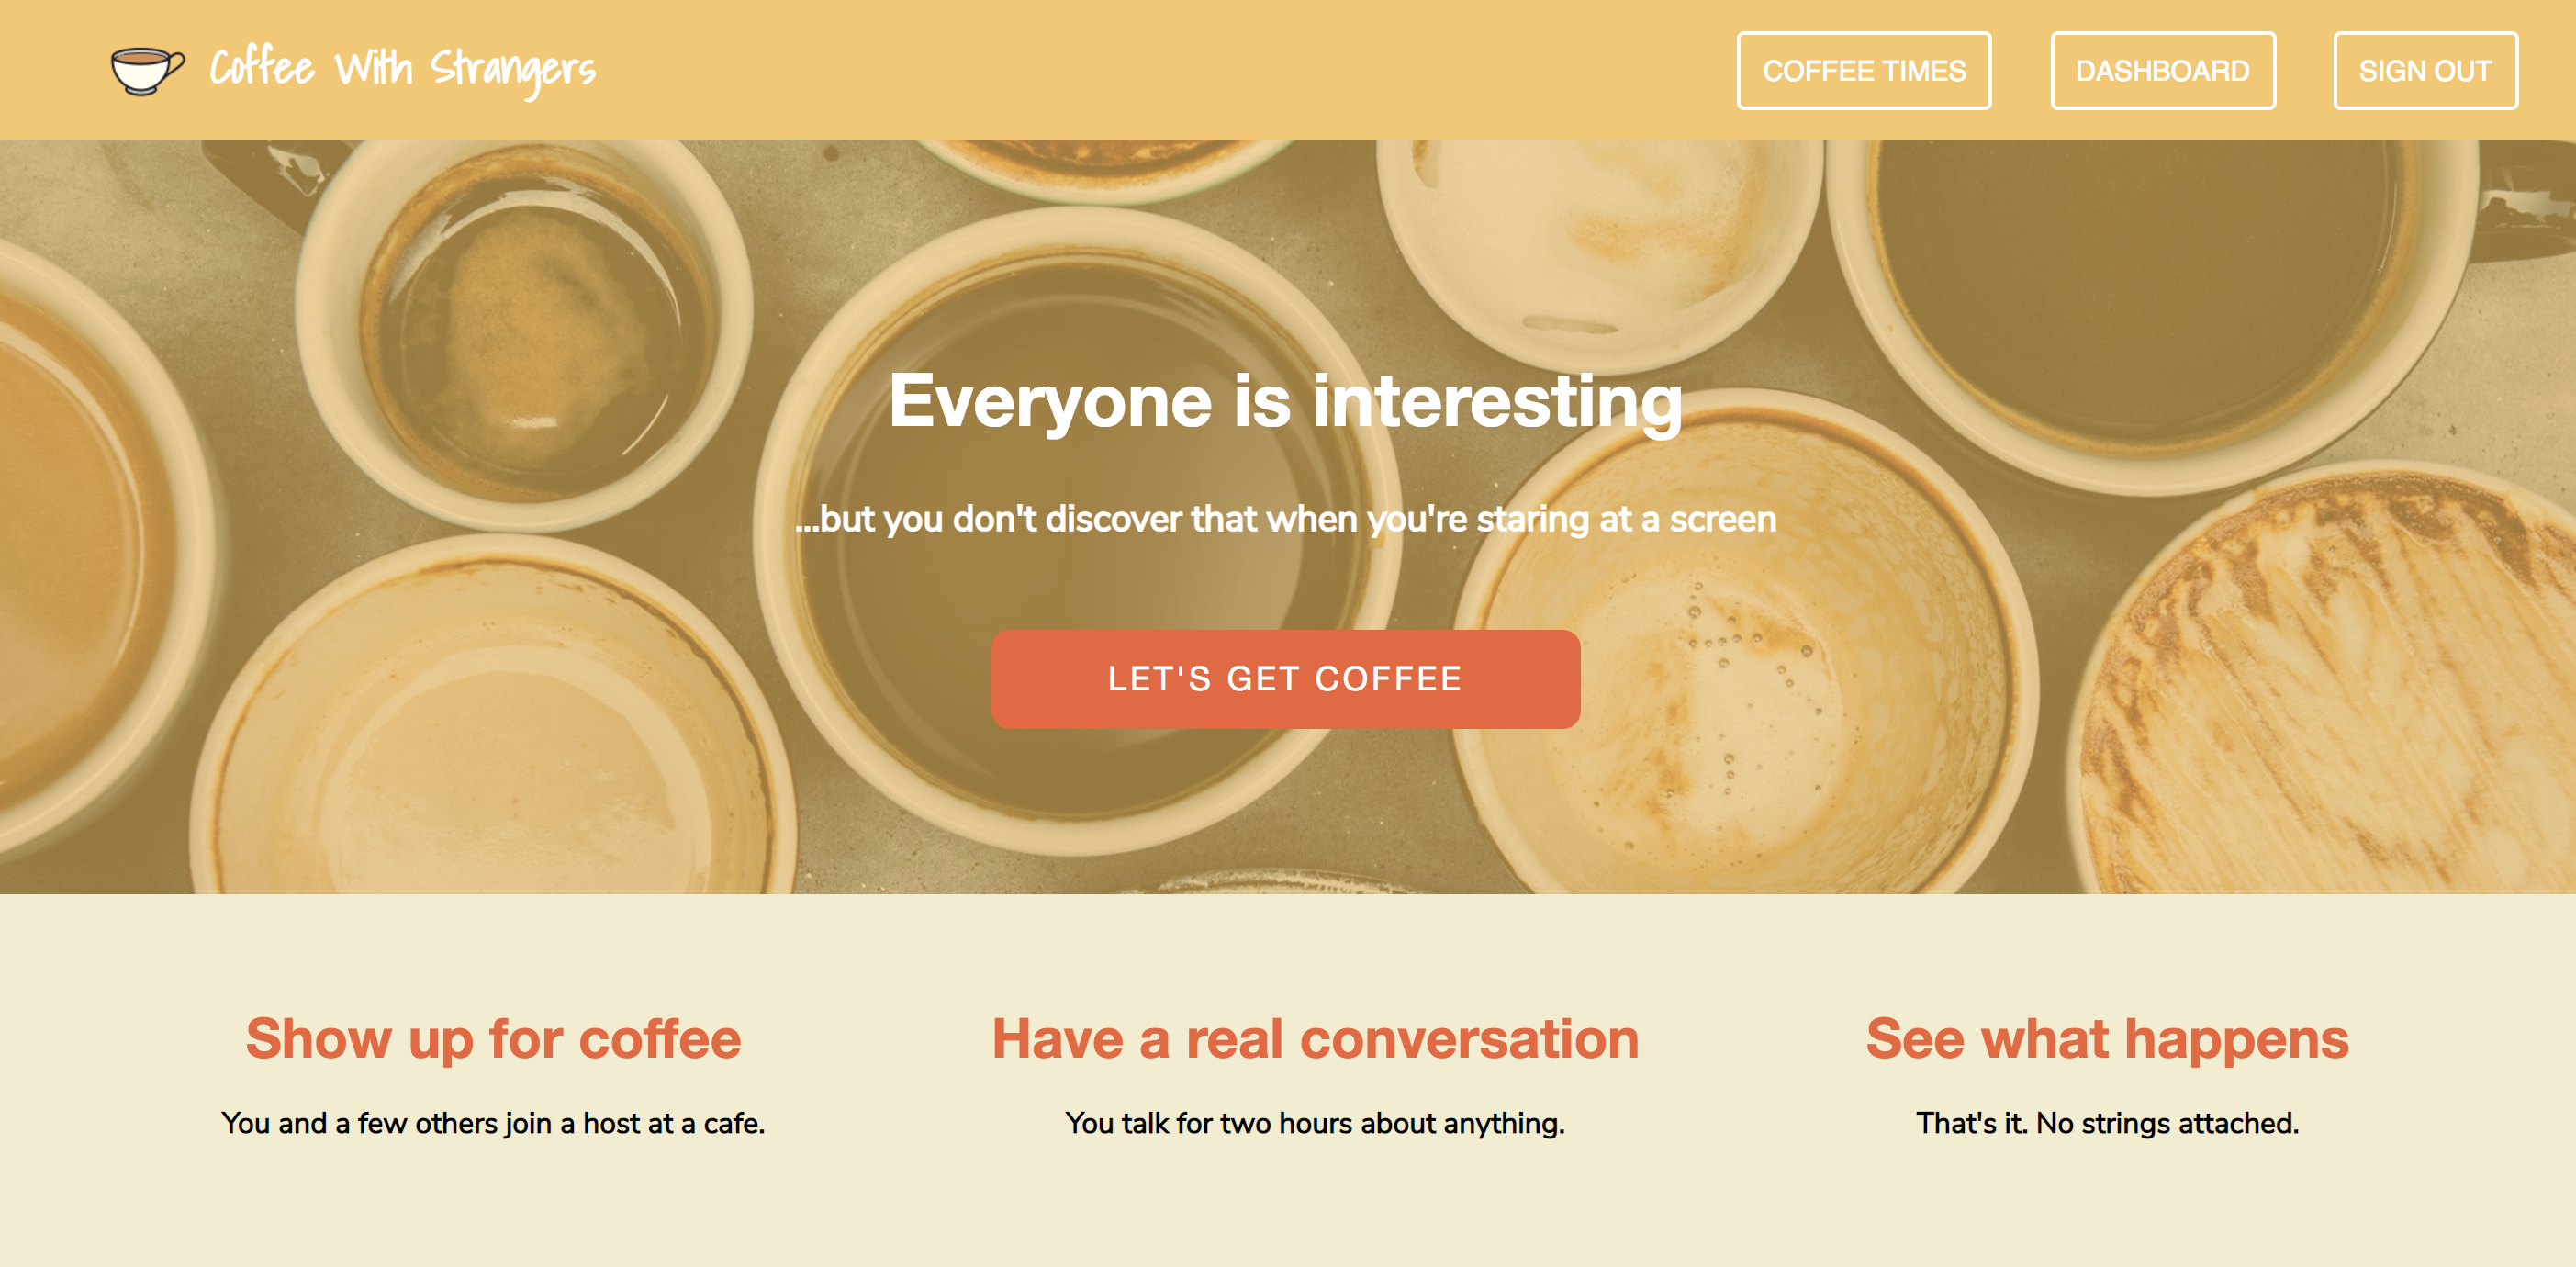 Coffee With Strangers
COFFEE TIMES
DASHBOARD
SIGN OUT
Everyone is interesting
...but you don't discover that when you're staring at a screen
LET'S GET COFFEE
Show up for coffee
You and a few others join a host at a cafe.
Have a real conversation
You talk for two hours about anything.
See what happens
That's it. No strings attached.